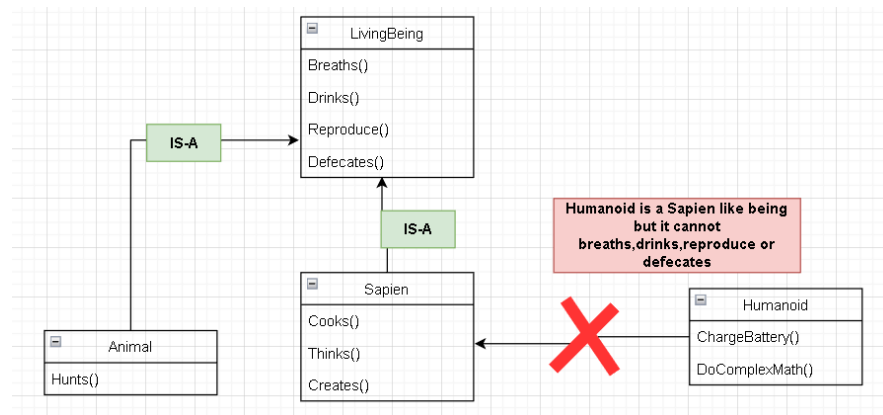 LivingBeing
Breaths()
Drinks()
Reproduce()
Defecates()
IS-A
IS-A
Humanoid is a Sapien like being
but it cannot
breaths,drinks,reproduce or
defecates
Sapien
Cooks()
Thinks()
Creates()
Humanoid
ChargeBattery()
DoComplexMath()
Animal
Hunts()